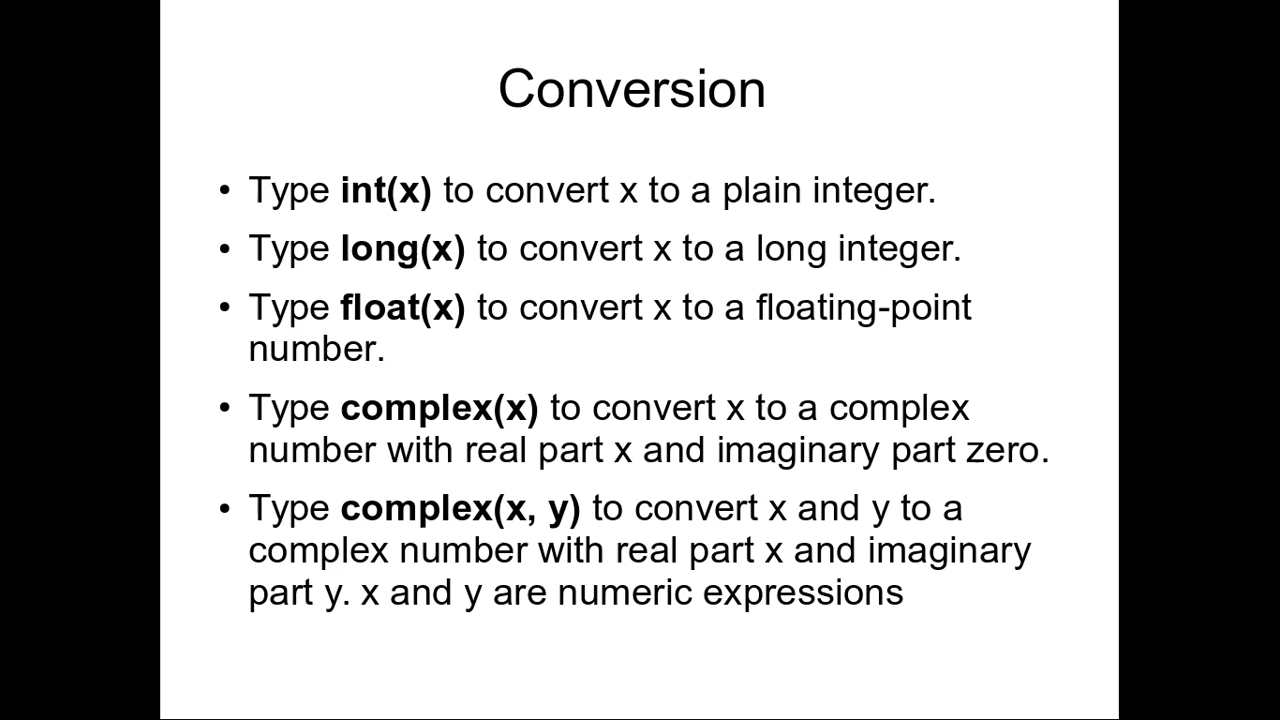 Conversion
• Type int(x) to convert x to a plain integer.
• Type long(x) to convert x to a long integer.
• Type float(x) to convert x to a floating-point
number.
• Type complex(x) to convert x to a complex
number with real part x and imaginary part zero.
• Type complex(x, y) to convert x and y to a
complex number with real part x and imaginary
part y. x and y are numeric expressions